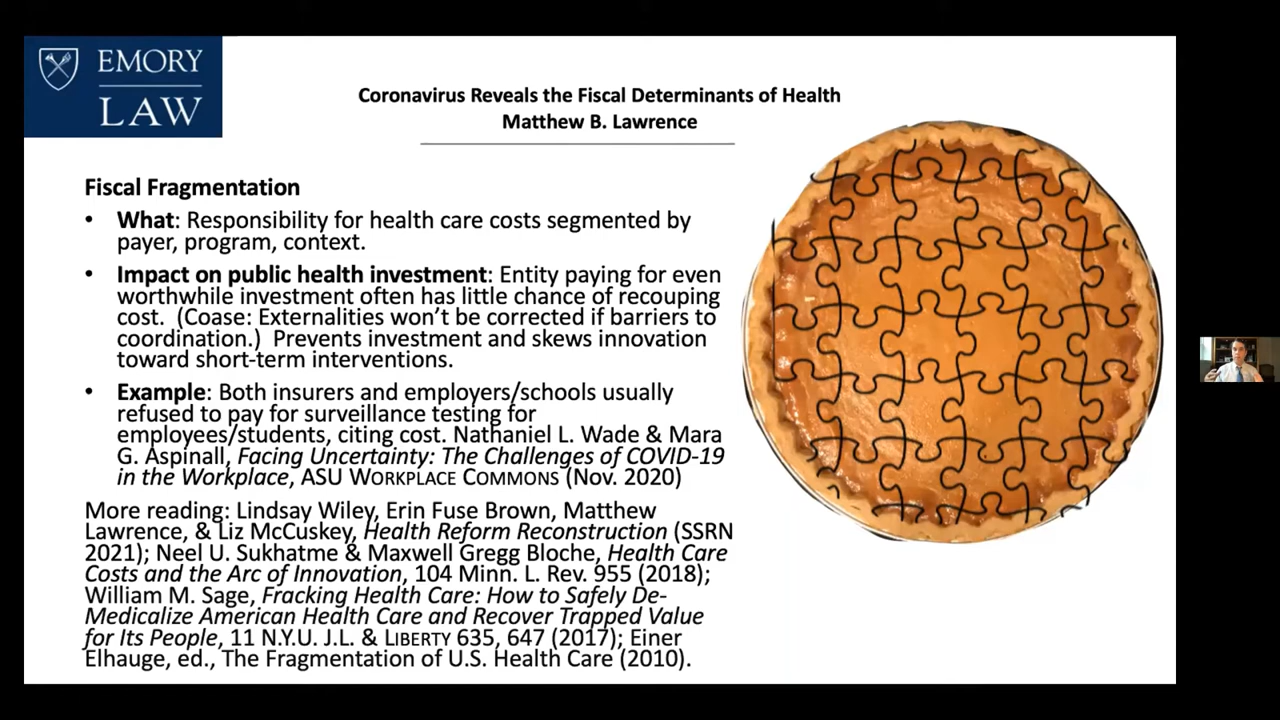 EMORY
LAW
Coronavirus Reveals the Fiscal Determinants of Health
Matthew B. Lawrence
Fiscal Fragmentation
• What: Responsibility for health care costs segmented by
payer, program, context.
• Impact on public health investment: Entity paying for even
worthwhile investment often has little chance of recouping
cost.  (Coase: Externalities won’t be corrected if barriers to
coordination.)  Prevents investment and skews innovation
toward short-term interventions.
• Example: Both insurers and employers/schools usually
refused to pay for surveillance testing for
employees/students, citing cost. Nathaniel L. Wade & Mara
G. Aspinall, Facing Uncertainty: The Challenges of COVID-19
in the Workplace, ASU WORKPLACE COMMONS (Nov. 2020)
More reading: Lindsay Wiley, Erin Fuse Brown, Matthew
Lawrence, & Liz McCuskey, Health Reform Reconstruction (SSRN
2021); Neel U. Sukhatme & Maxwell Gregg Bloche, Health Care
Costs and the Arc of Innovation, 104 Minn. L. Rev. 955 (2018);
William M. Sage, Fracking Health Care: How to Safely De-
Medicalize American Health Care and Recover Trapped Value
for Its People, 11 N.Y.U. J.L. & LIBERTY 635, 647 (2017); Einer
Elhauge, ed., The Fragmentation of U.S. Health Care (2010).